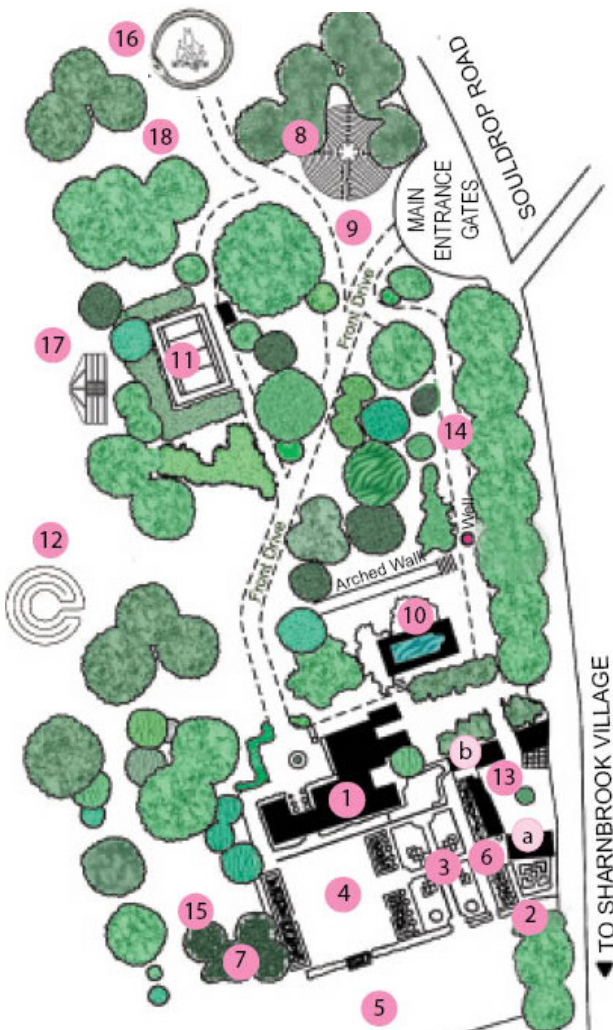 16
18
8
SOULDROP ROAD
MAIN
ENTRANCE
GATES
9
Front Drive
17
11
14
12
Well
Front Drive
Arched Walk
10
TO SHARNBROOK VILLAGE
b
13
1
a
6
3
4
2
15
7
5